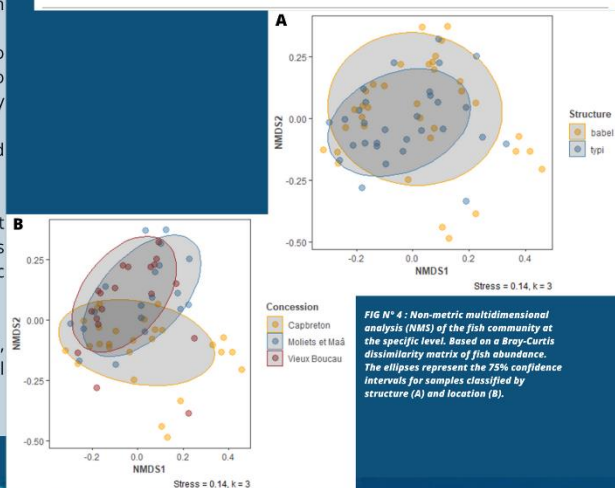 A
0.25
0.00
-0.25
-0.50
NMDS2
-0.2
0.0
0.2
0.4
NMDS1
Stress = 0.14, k = 3
Structure
babel
typi
B
0.25
0.00
-0.25
-0.50
NMDS2
-0.2
0.0
0.2
0.4
NMDS1
Stress = 0.14, k = 3
Concession
Capbreton
Moliets et Maâ
Vieux Boucau
FIG N° 4 : Non-metric multidimensional
analysis (NMS) of the fish community at
the specific level. Based on a Bray-Curtis
dissimilarity matrix of fish abundance.
The ellipses represent the 75% confidence
intervals for samples classified by
structure (A) and location (B).